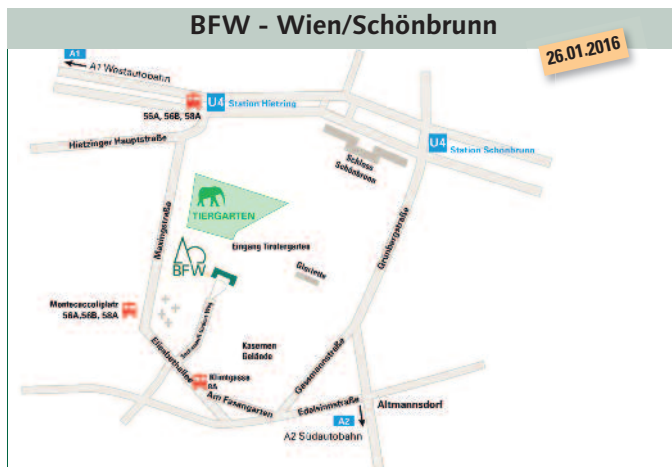 BFW - Wien/Schönbrunn
26.01.2016
A1
A1 Westautobahn
U4 Station Hietzing
56A, 56B, 58A
Hietzinger Hauptstraße
U4
Station Schönbrunn
Schloss
Schönbrunn
TIERGARTEN
Maxingstraße
Grünbergstraße
Eingang Tirolergarten
BFW
Gloriette
Montecuccoliplatz
56A,56B, 58A
Kasernen
Gelände
Elisabethallee
Klimtgasse
8A
Gassmannstraße
Am Fasangarten
Edelsinnstraße
Altmannsdorf
A2
A2 Südautobahn